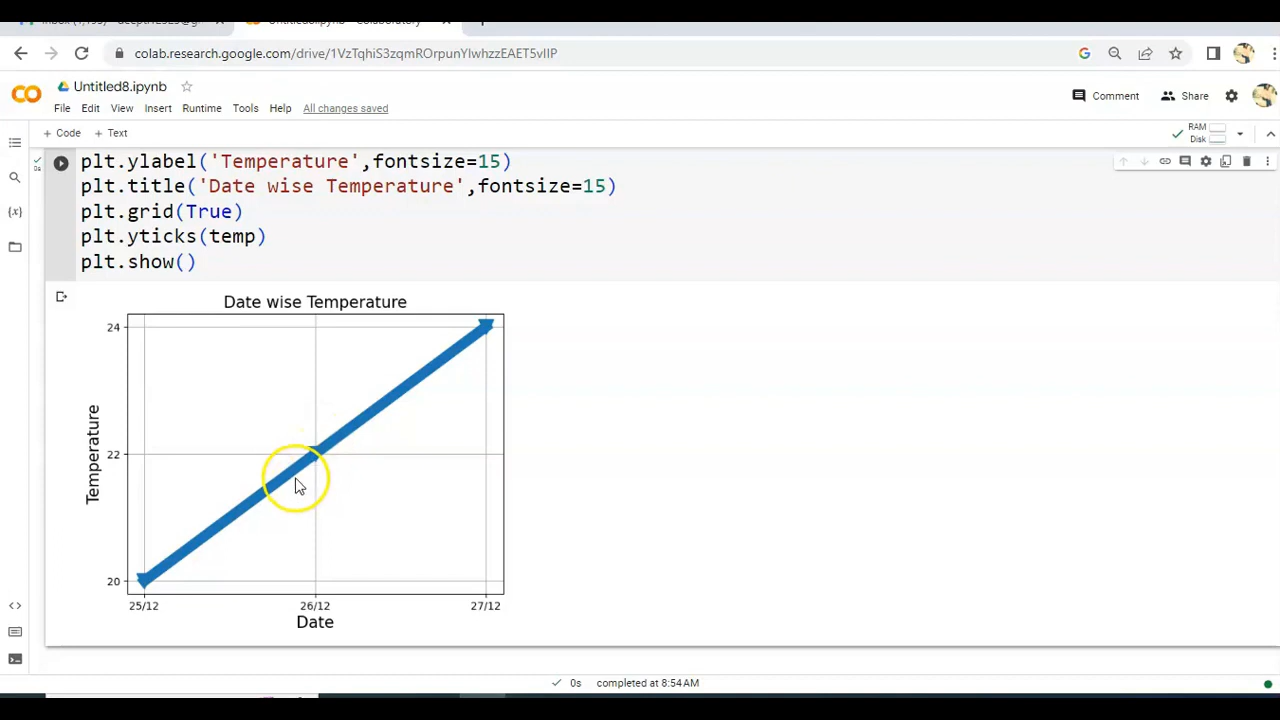 colab.research.google.com/drive/1VzTqhiS3zqmROrpunYlwhzzEAET5vIIP
Untitled8.ipynb
File Edit View Insert Runtime Tools Help All changes saved
Comment
Share
+ Code + Text
RAM
Disk
plt.ylabel('Temperature',fontsize=15)
plt.title('Date wise Temperature',fontsize=15)
plt.grid(True)
plt.yticks(temp)
plt.show()
0s
Date wise Temperature
24
22
20
Temperature
25/12 26/12 27/12
Date
0s completed at 8:54 AM